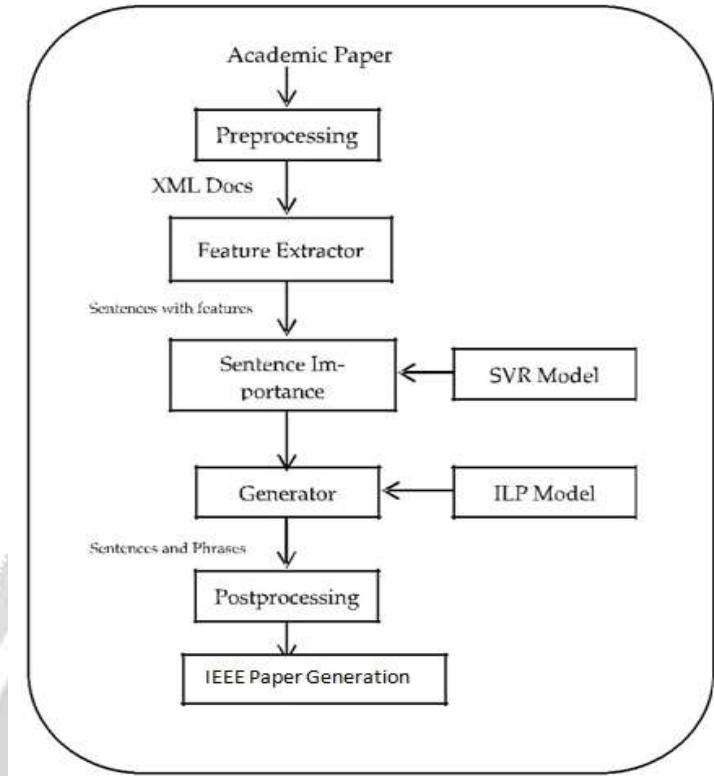 Academic Paper
Preprocessing
XML Docs
Feature Extractor
Sentences with features
Sentence Im-
portance
SVR Model
Generator
ILP Model
Sentences and Phrases
Postprocessing
IEEE Paper Generation